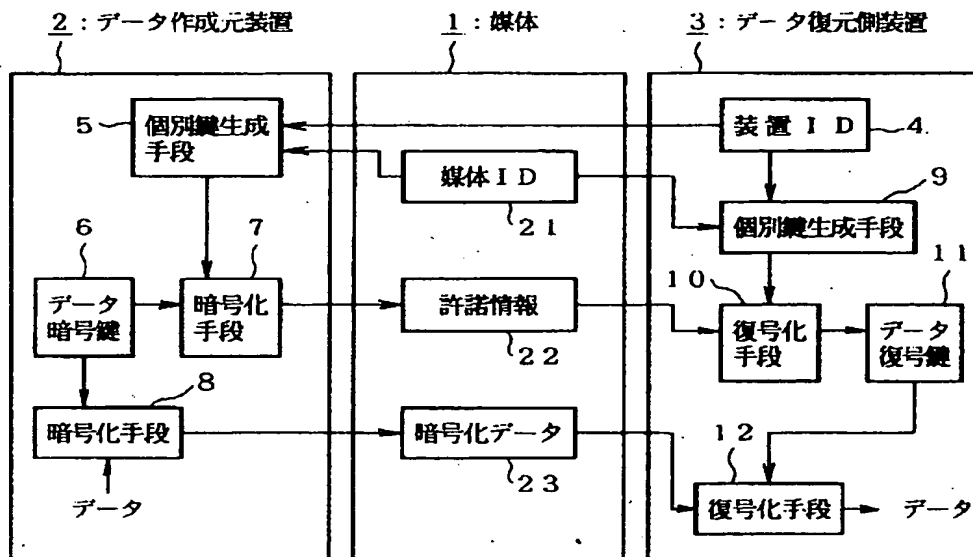 2：データ作成元装置
1：媒体
3：データ復元側装置
5
個別鍵生成
手段
装置ＩＤ
4
媒体ＩＤ
21
9
個別鍵生成手段
6
データ
暗号鍵
7
暗号化
手段
許諾情報
22
10
復号化
手段
11
データ
復号鍵
8
暗号化手段
暗号化データ
23
12
復号化手段
データ
データ